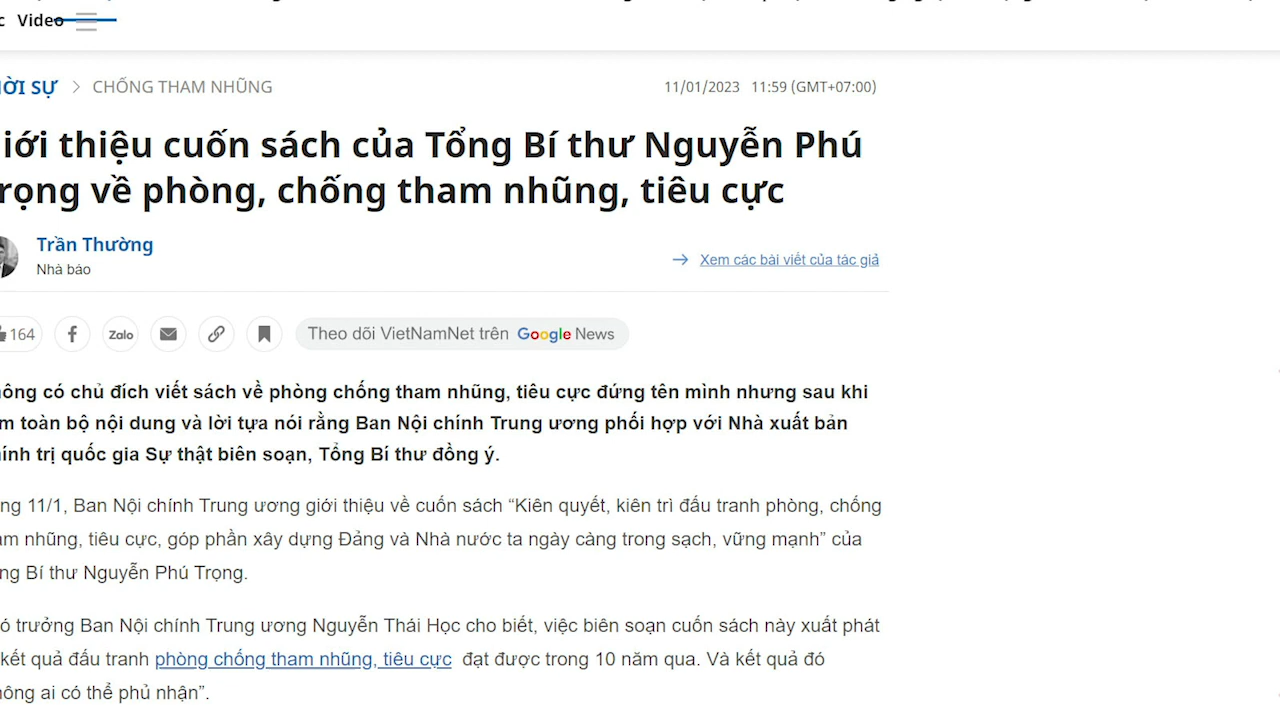 c Video
ỜI SỰ > CHỐNG THAM NHŨNG 11/01/2023 11:59 (GMT+07:00)
iới thiệu cuốn sách của Tổng Bí thư Nguyễn Phú
rọng về phòng, chống tham nhũng, tiêu cực
Trần Thường
Nhà báo
→ Xem các bài viết của tác giả
164 Zalo Theo dõi VietNamNet trên Google News
ông có chủ đích viết sách về phòng chống tham nhũng, tiêu cực đứng tên mình nhưng sau khi
m toàn bộ nội dung và lời tựa nói rằng Ban Nội chính Trung ương phối hợp với Nhà xuất bản
ính trị quốc gia Sự thật biên soạn, Tổng Bí thư đồng ý.
ng 11/1, Ban Nội chính Trung ương giới thiệu về cuốn sách “Kiên quyết, kiên trì đấu tranh phòng, chống
am nhũng, tiêu cực, góp phần xây dựng Đảng và Nhà nước ta ngày càng trong sạch, vững mạnh” của
ng Bí thư Nguyễn Phú Trọng.
ó trưởng Ban Nội chính Trung ương Nguyễn Thái Học cho biết, việc biên soạn cuốn sách này xuất phát
kết quả đấu tranh phòng chống tham nhũng, tiêu cực đạt được trong 10 năm qua. Và kết quả đó
ông ai có thể phủ nhận”.